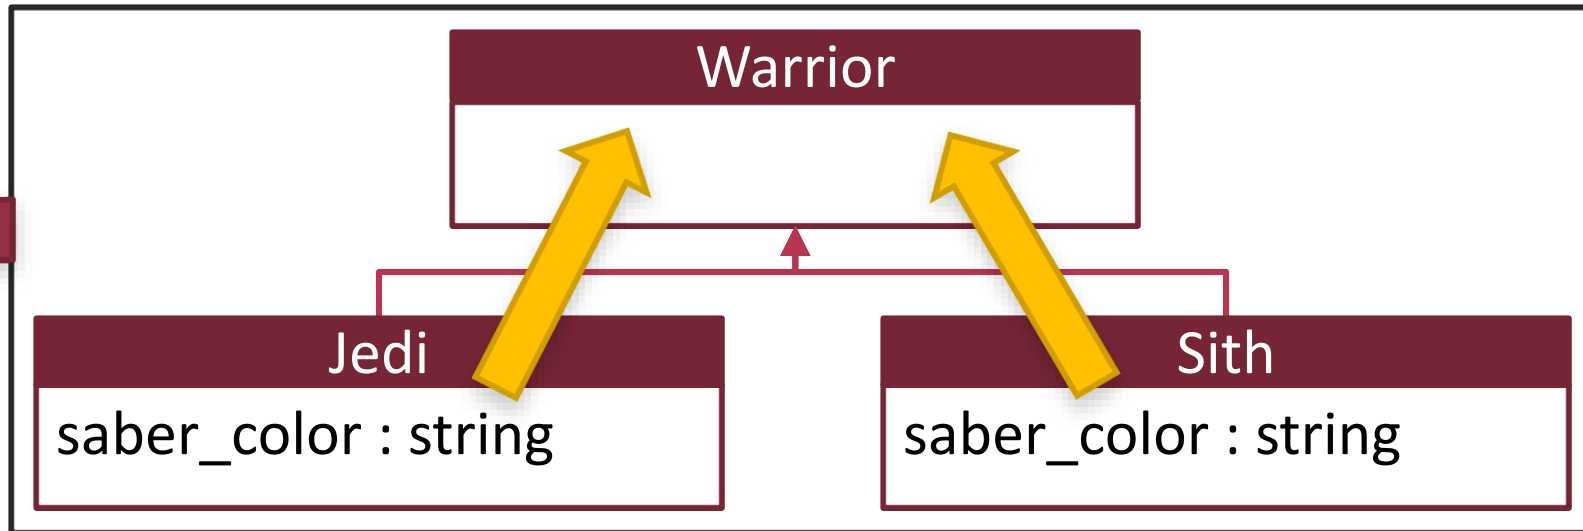 Warrior
Jedi
Sith
saber_color : string
saber_color : string